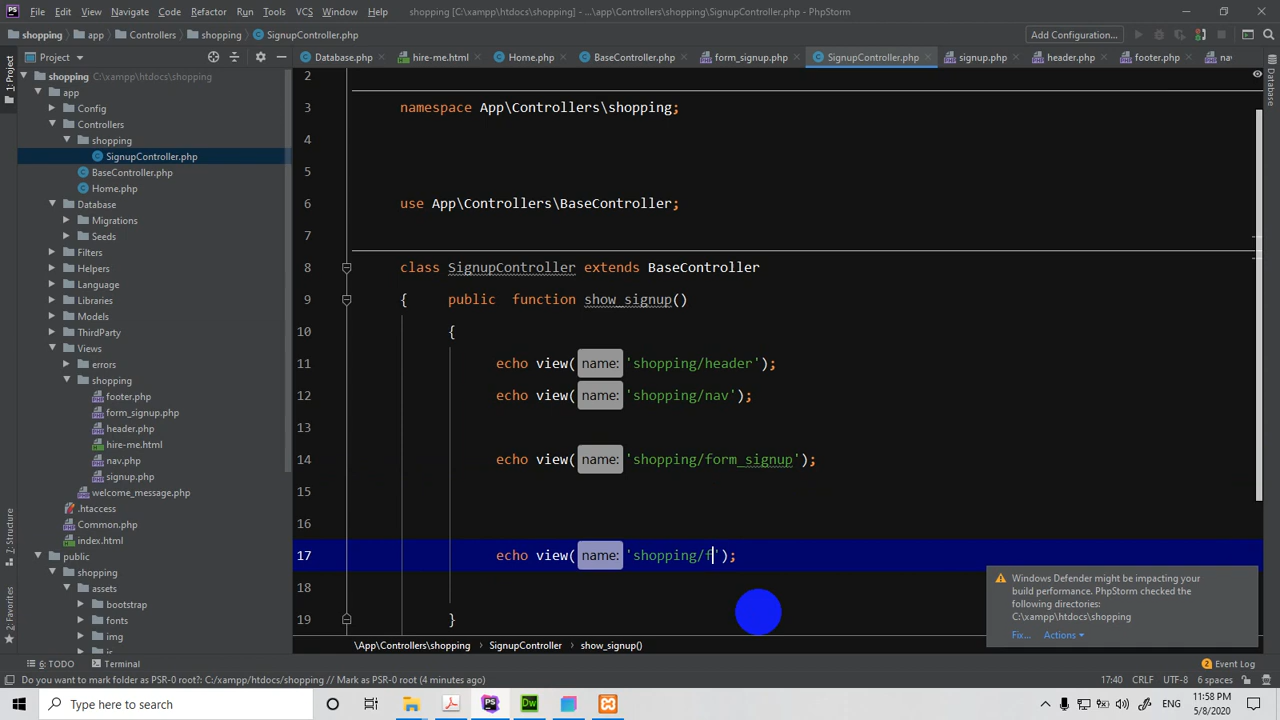 File Edit View Navigate Code Refactor Run Tools VCS Window Help shopping [C:\xampp\htdocs\shopping] - ...\app\Controllers\shopping\SignupController.php - PhpStorm
shopping app Controllers shopping SignupController.php Add Configuration...
Project
Database.php hire-me.html Home.php BaseController.php form_signup.php SignupController.php signup.php header.php footer.php nav
1: Project
Database
shopping C:\xampp\htdocs\shopping
app
Config
Controllers
shopping
SignupController.php
BaseController.php
Home.php
Database
Migrations
Seeds
Filters
Helpers
Language
Libraries
Models
ThirdParty
Views
errors
shopping
footer.php
form_signup.php
header.php
hire-me.html
nav.php
signup.php
welcome_message.php
.htaccess
Common.php
index.html
public
shopping
assets
bootstrap
fonts
img
js
7: Structure
2: Favorites
2
3 namespace App\Controllers\shopping;
4
5
6 use App\Controllers\BaseController;
7
8 class SignupController extends BaseController
9 { public function show_signup()
10 {
11 echo view( name: 'shopping/header');
12 echo view( name: 'shopping/nav');
13
14 echo view( name: 'shopping/form_signup');
15
16
17 echo view( name: 'shopping/f');
18
19 }
Windows Defender might be impacting your
build performance. PhpStorm checked the
following directories:
C:\xampp\htdocs\shopping
Fix... Actions
\App\Controllers\shopping SignupController show_signup()
6: TODO Terminal 2 Event Log
Do you want to mark folder as PSR-0 root?: C:/xampp/htdocs/shopping // Mark as PSR-0 root (4 minutes ago) 17:40 CRLF UTF-8 6 spaces
PS Dw
Type here to search
ENG
11:58 PM
5/8/2020